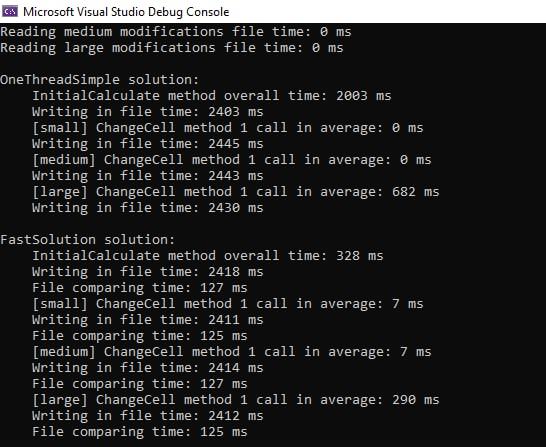 Microsoft Visual Studio Debug Console
Reading medium modifications file time: 0 ms
Reading large modifications file time: 0 ms
OneThreadSimple solution:
InitialCalculate method overall time: 2003 ms
Writing in file time: 2403 ms
[small] ChangeCell method 1 call in average: 0 ms
Writing in file time: 2445 ms
[medium] ChangeCell method 1 call in average: 0 ms
Writing in file time: 2443 ms
[large] ChangeCell method 1 call in average: 682 ms
Writing in file time: 2430 ms
FastSolution solution:
InitialCalculate method overall time: 328 ms
Writing in file time: 2418 ms
File comparing time: 127 ms
[small] ChangeCell method 1 call in average: 7 ms
Writing in file time: 2411 ms
File comparing time: 125 ms
[medium] ChangeCell method 1 call in average: 7 ms
Writing in file time: 2414 ms
File comparing time: 127 ms
[large] ChangeCell method 1 call in average: 290 ms
Writing in file time: 2412 ms
File comparing time: 125 ms